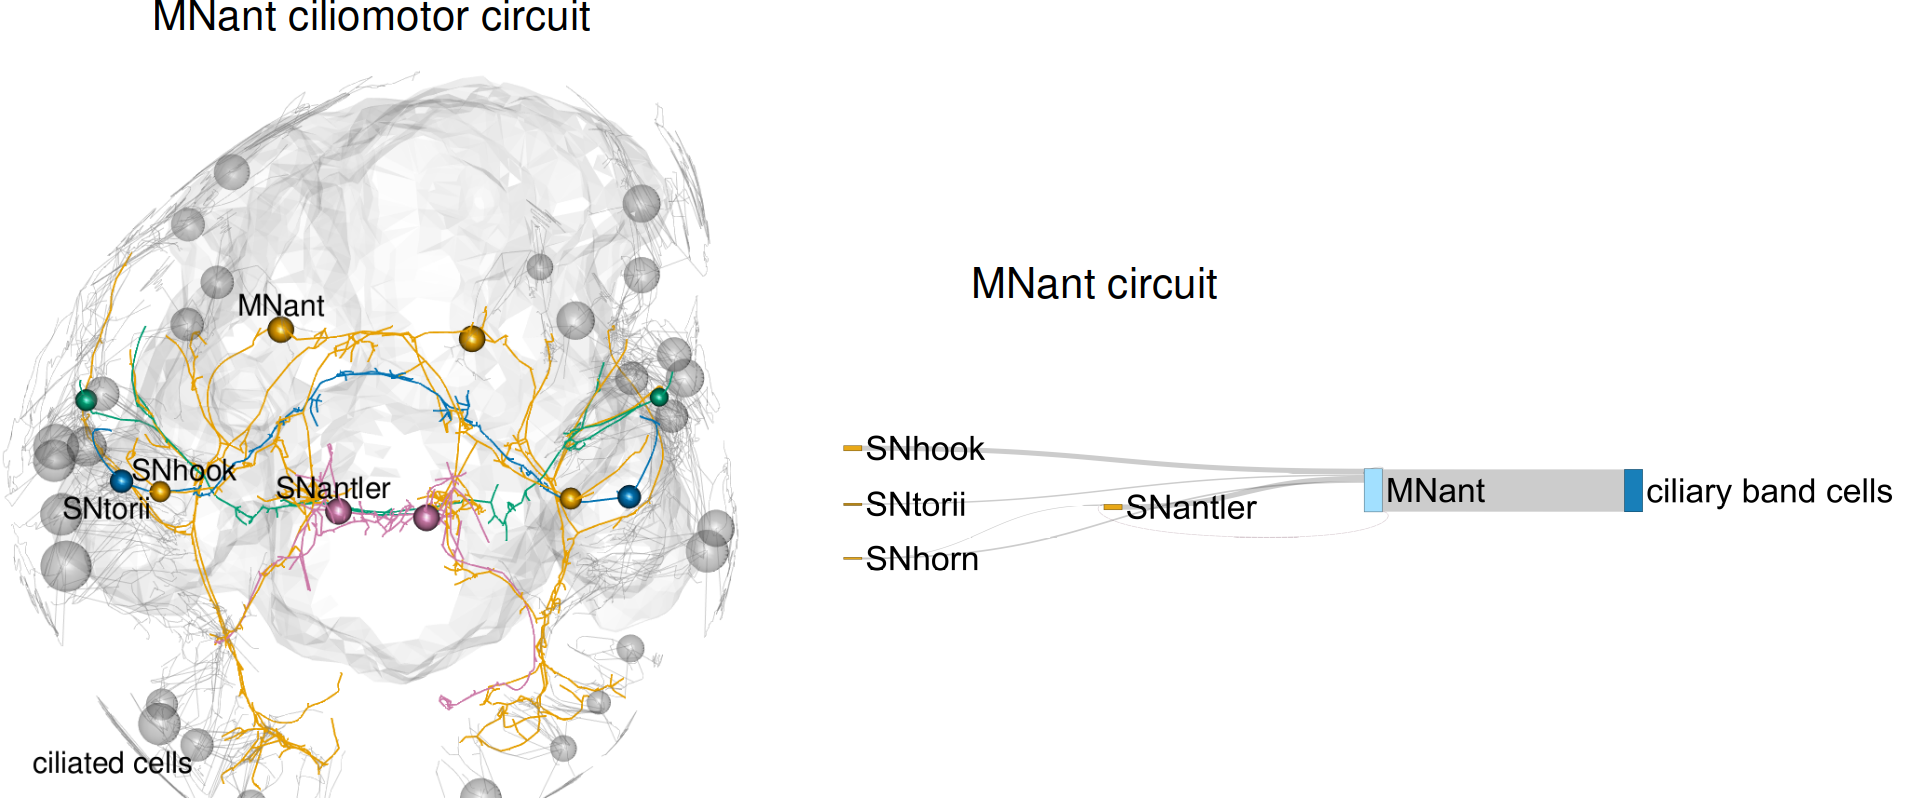 MNant ciliomotor circuit
MNant
SNhook
SNtorii
SNantler
ciliated cells
MNant circuit
SNhook
SNtorii
SNhorn
SNantler
MNant
ciliary band cells